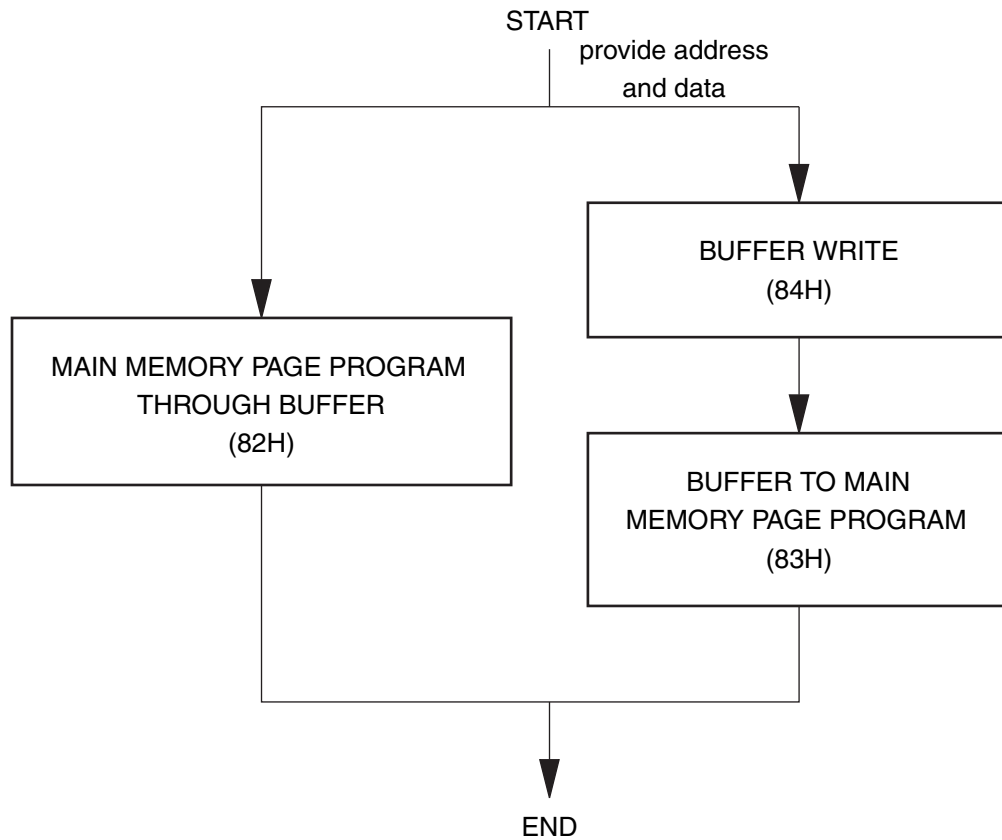 START
provide address
and data
BUFFER WRITE
(84H)
MAIN MEMORY PAGE PROGRAM
THROUGH BUFFER
(82H)
BUFFER TO MAIN
MEMORY PAGE PROGRAM
(83H)
END